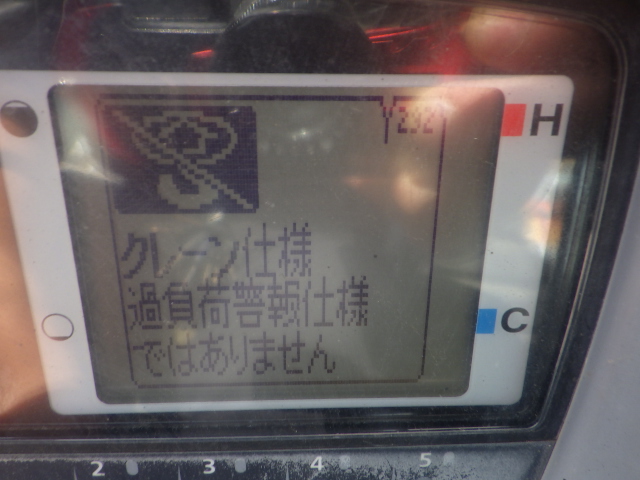 Y232
H
クレーン仕様
過負荷警報仕様
ではありません
C
2 3 4 5